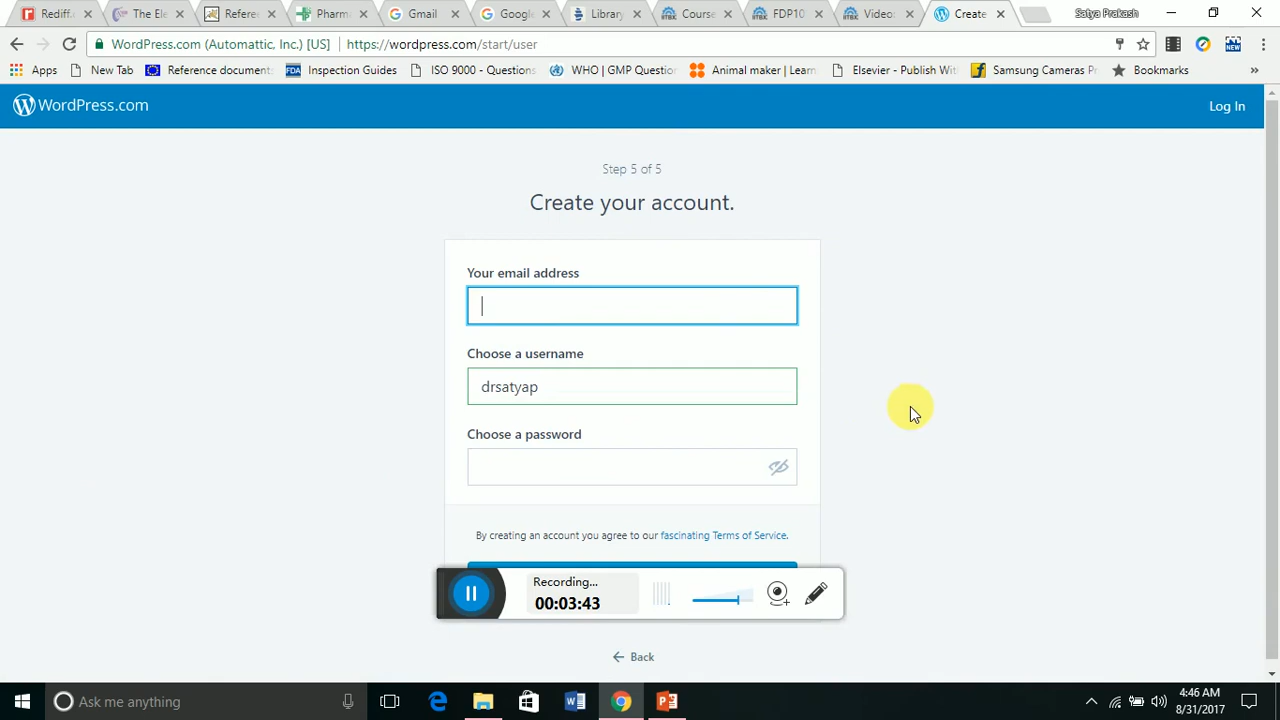 Rediff.
The Ele
Refere
Pharm
Gmail
Google
Library
Course
FDP10
Video
Create
Satya Prakash
WordPress.com (Automattic, Inc.) [US]
https://wordpress.com/start/user
Apps
New Tab
Reference document
Inspection Guides
ISO 9000 - Questions
WHO | GMP Question
Animal maker | Learn
Elsevier - Publish Wit
Samsung Cameras Pr
Bookmarks
WordPress.com
Log In
Step 5 of 5
Create your account.
Your email address
Choose a username
drsatyap
Choose a password
By creating an account you agree to our fascinating Terms of Service.
Recording...
00:03:43
Back
Ask me anything
4:46 AM
8/31/2017